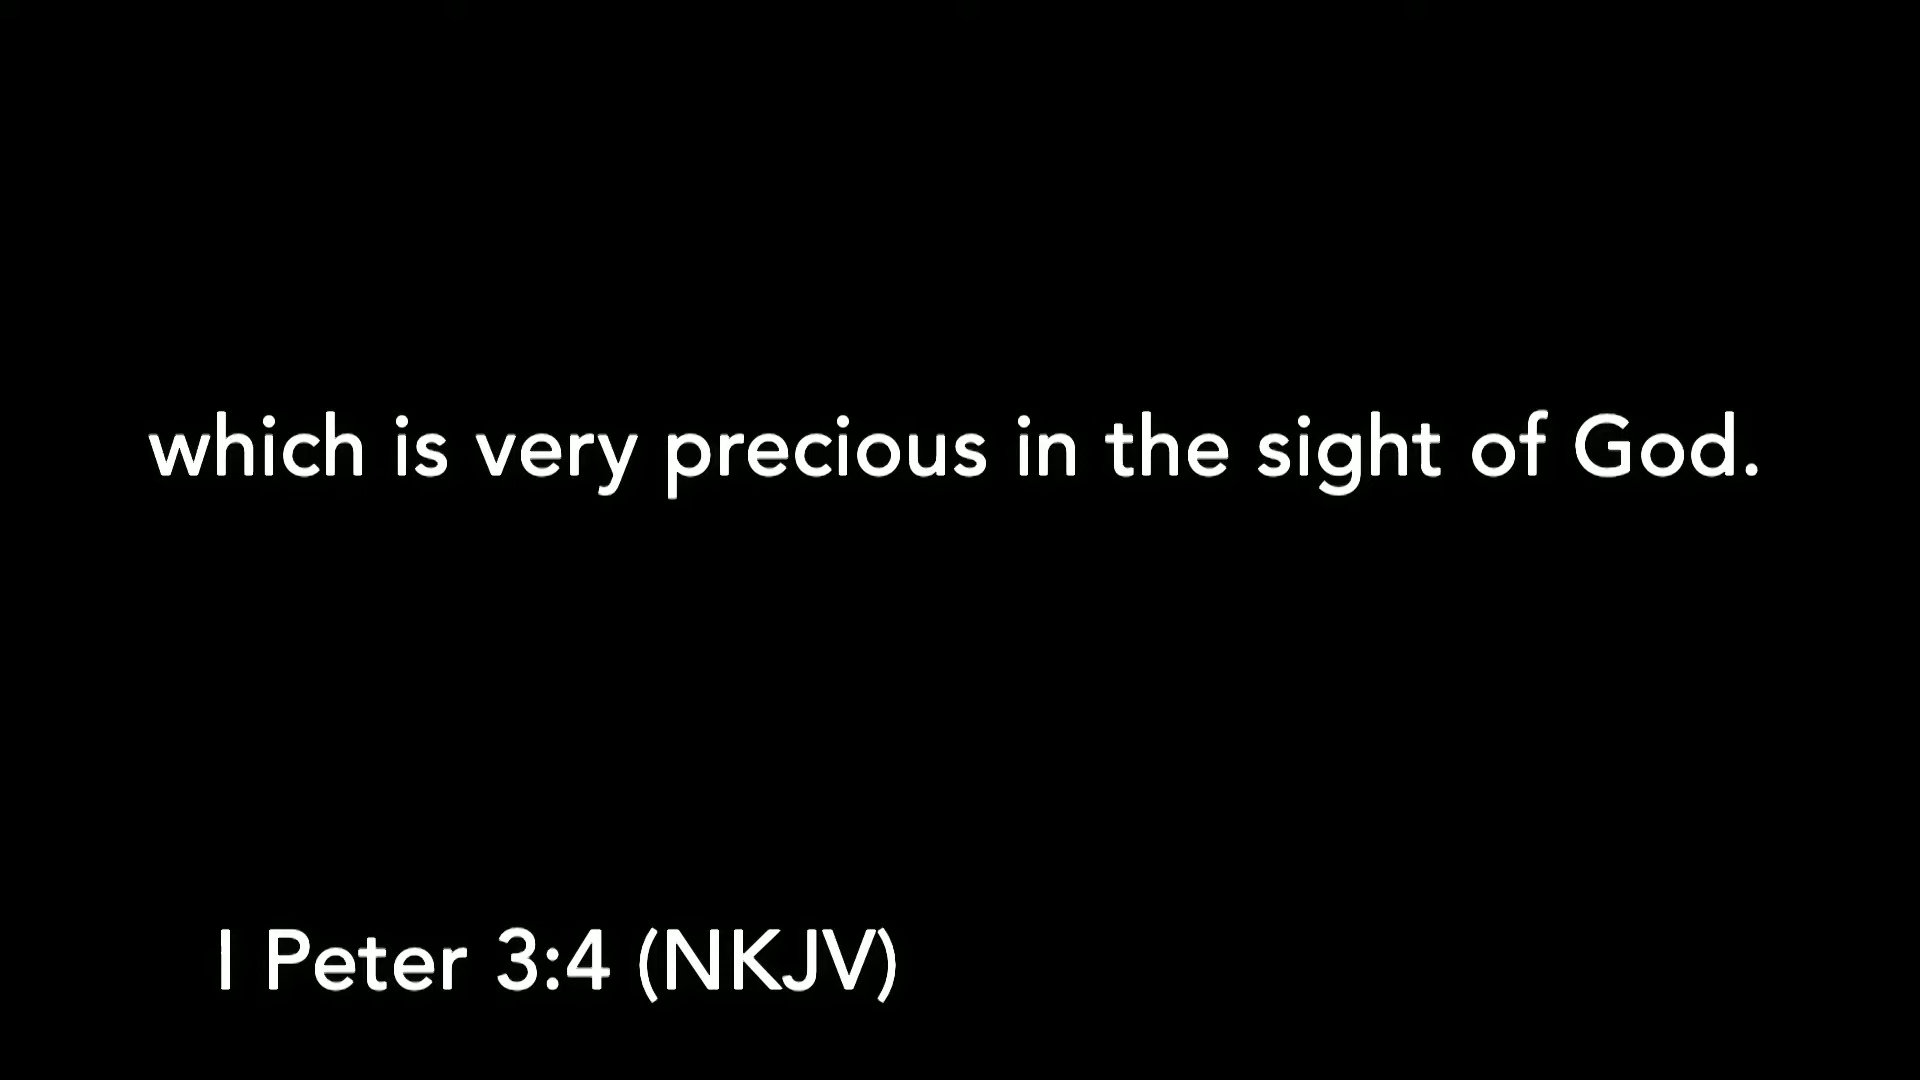 which is very precious in the sight of God.
I Peter 3:4 (NKJV)